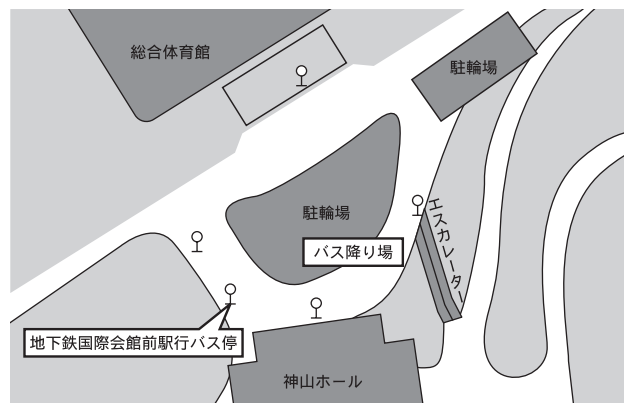 総合体育館
駐輪場
駐輪場
エスカレーター
バス降り場
地下鉄国際会館前駅行バス停
神山ホール